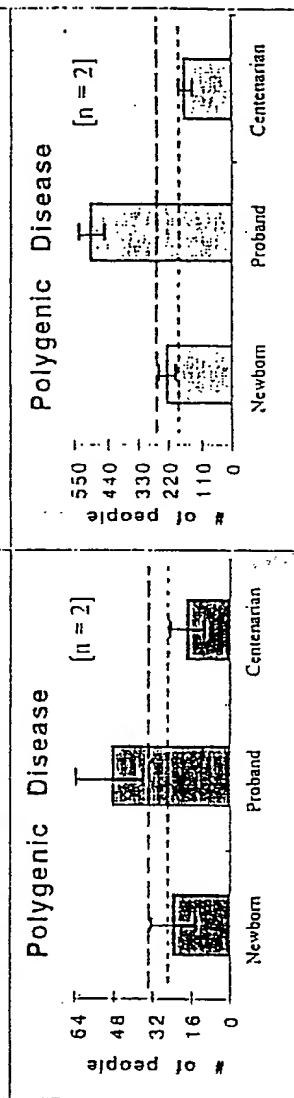 Polygenic Disease
[n = 2]
# of people
64
48
32
16
0
Newborn
Proband
Centenarian
Polygenic Disease
[n = 2]
# of people
550
440
330
220
110
0
Newborn
Proband
Centenarian